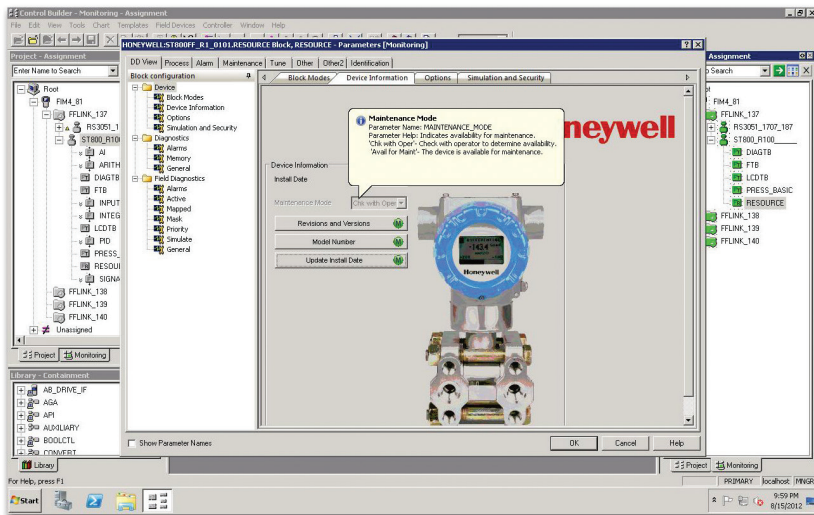 Control Builder - Monitoring - Assignment
File Edit View Tools Chart Templates Field Devices Controller Window Help
HONEYWELL:ST800FF_R1_0101.RESOURCE Block, RESOURCE - Parameters [Monitoring]
Project - Assignment
Enter Name to Search
Root
FIM4_81
FFLINK_137
RS3051_1
ST800_R100
AI
ARITH
DIAGTB
FTB
INPUT
INTEG
LCDTB
PID
PRESS_
RESOU
SIGNA
FFLINK_138
FFLINK_139
FFLINK_140
Unassigned
Project Monitoring
Library - Containment
AB_DRIVE_IF
AGA
API
AUXILIARY
BOOLCTL
CONVERT
Library
For Help, press F1
DD View Process Alarm Maintenance Tune Other Other2 Identification
Block configuration
Device
Block Modes
Device Information
Options
Simulation and Security
Diagnostics
Alarms
Memory
General
Field Diagnostics
Alarms
Active
Mapped
Mask
Priority
Simulate
General
Block Modes Device Information Options Simulation and Security
Maintenance Mode
Parameter Name: MAINTENANCE_MODE
Parameter Help: Indicates availability for maintenance.
'Chk with Oper'- Check with operator to determine availability.
'Avail for Maint'- The device is available for maintenance.
neywell
Device Information
Install Date
Maintenance Mode Chk with Oper
Revisions and Versions M
Model Number M
Update Install Date M
Honeywell
Show Parameter Names
OK Cancel Help
Assignment
o Search
ot
FIM4_81
FFLINK_137
RS3051_1707_187
ST800_R100____
DIAGTB
FTB
LCDTB
PRESS_BASIC
RESOURCE
FFLINK_138
FFLINK_139
FFLINK_140
Project Monitoring
PRIMARY localhost MNGR
Start
9:59 PM
8/15/2012